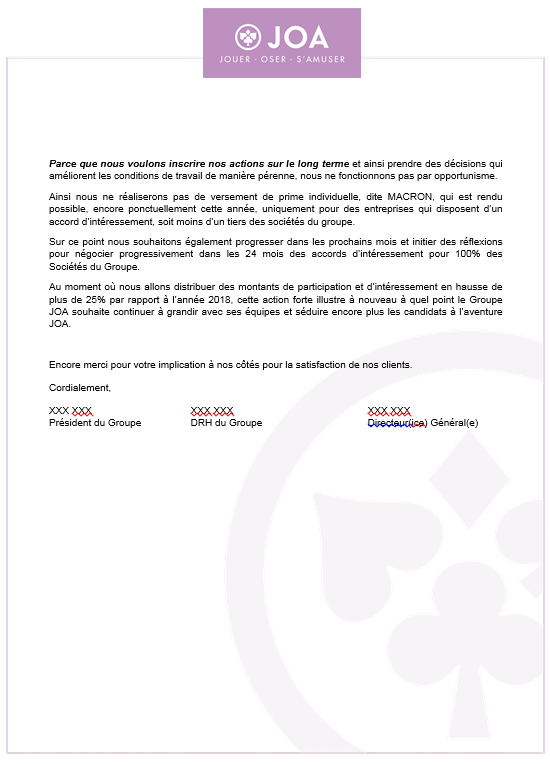 JOA
JOUER - OSER - S'AMUSER
Parce que nous voulons inscrire nos actions sur le long terme et ainsi prendre des décisions qui
améliorent les conditions de travail de manière pérenne, nous ne fonctionnons pas par opportunisme.
Ainsi nous ne réaliserons pas de versement de prime individuelle, dite MACRON, qui est rendu
possible, encore ponctuellement cette année, uniquement pour des entreprises qui disposent d'un
accord d'intéressement, soit moins d'un tiers des sociétés du groupe.
Sur ce point nous souhaitons également progresser dans les prochains mois et initier des réflexions
pour négocier progressivement dans les 24 mois des accords d'intéressement pour 100% des
Sociétés du Groupe.
Au moment où nous allons distribuer des montants de participation et d'intéressement en hausse de
plus de 25% par rapport à l'année 2018, cette action forte illustre à nouveau à quel point le Groupe
JOA souhaite continuer à grandir avec ses équipes et séduire encore plus les candidats à l'aventure
JOA.
Encore merci pour votre implication à nos côtés pour la satisfaction de nos clients.
Cordialement,
XXX XXX XXX XXX XXX XXX
Président du Groupe DRH du Groupe Directeur(ice) Général(e)